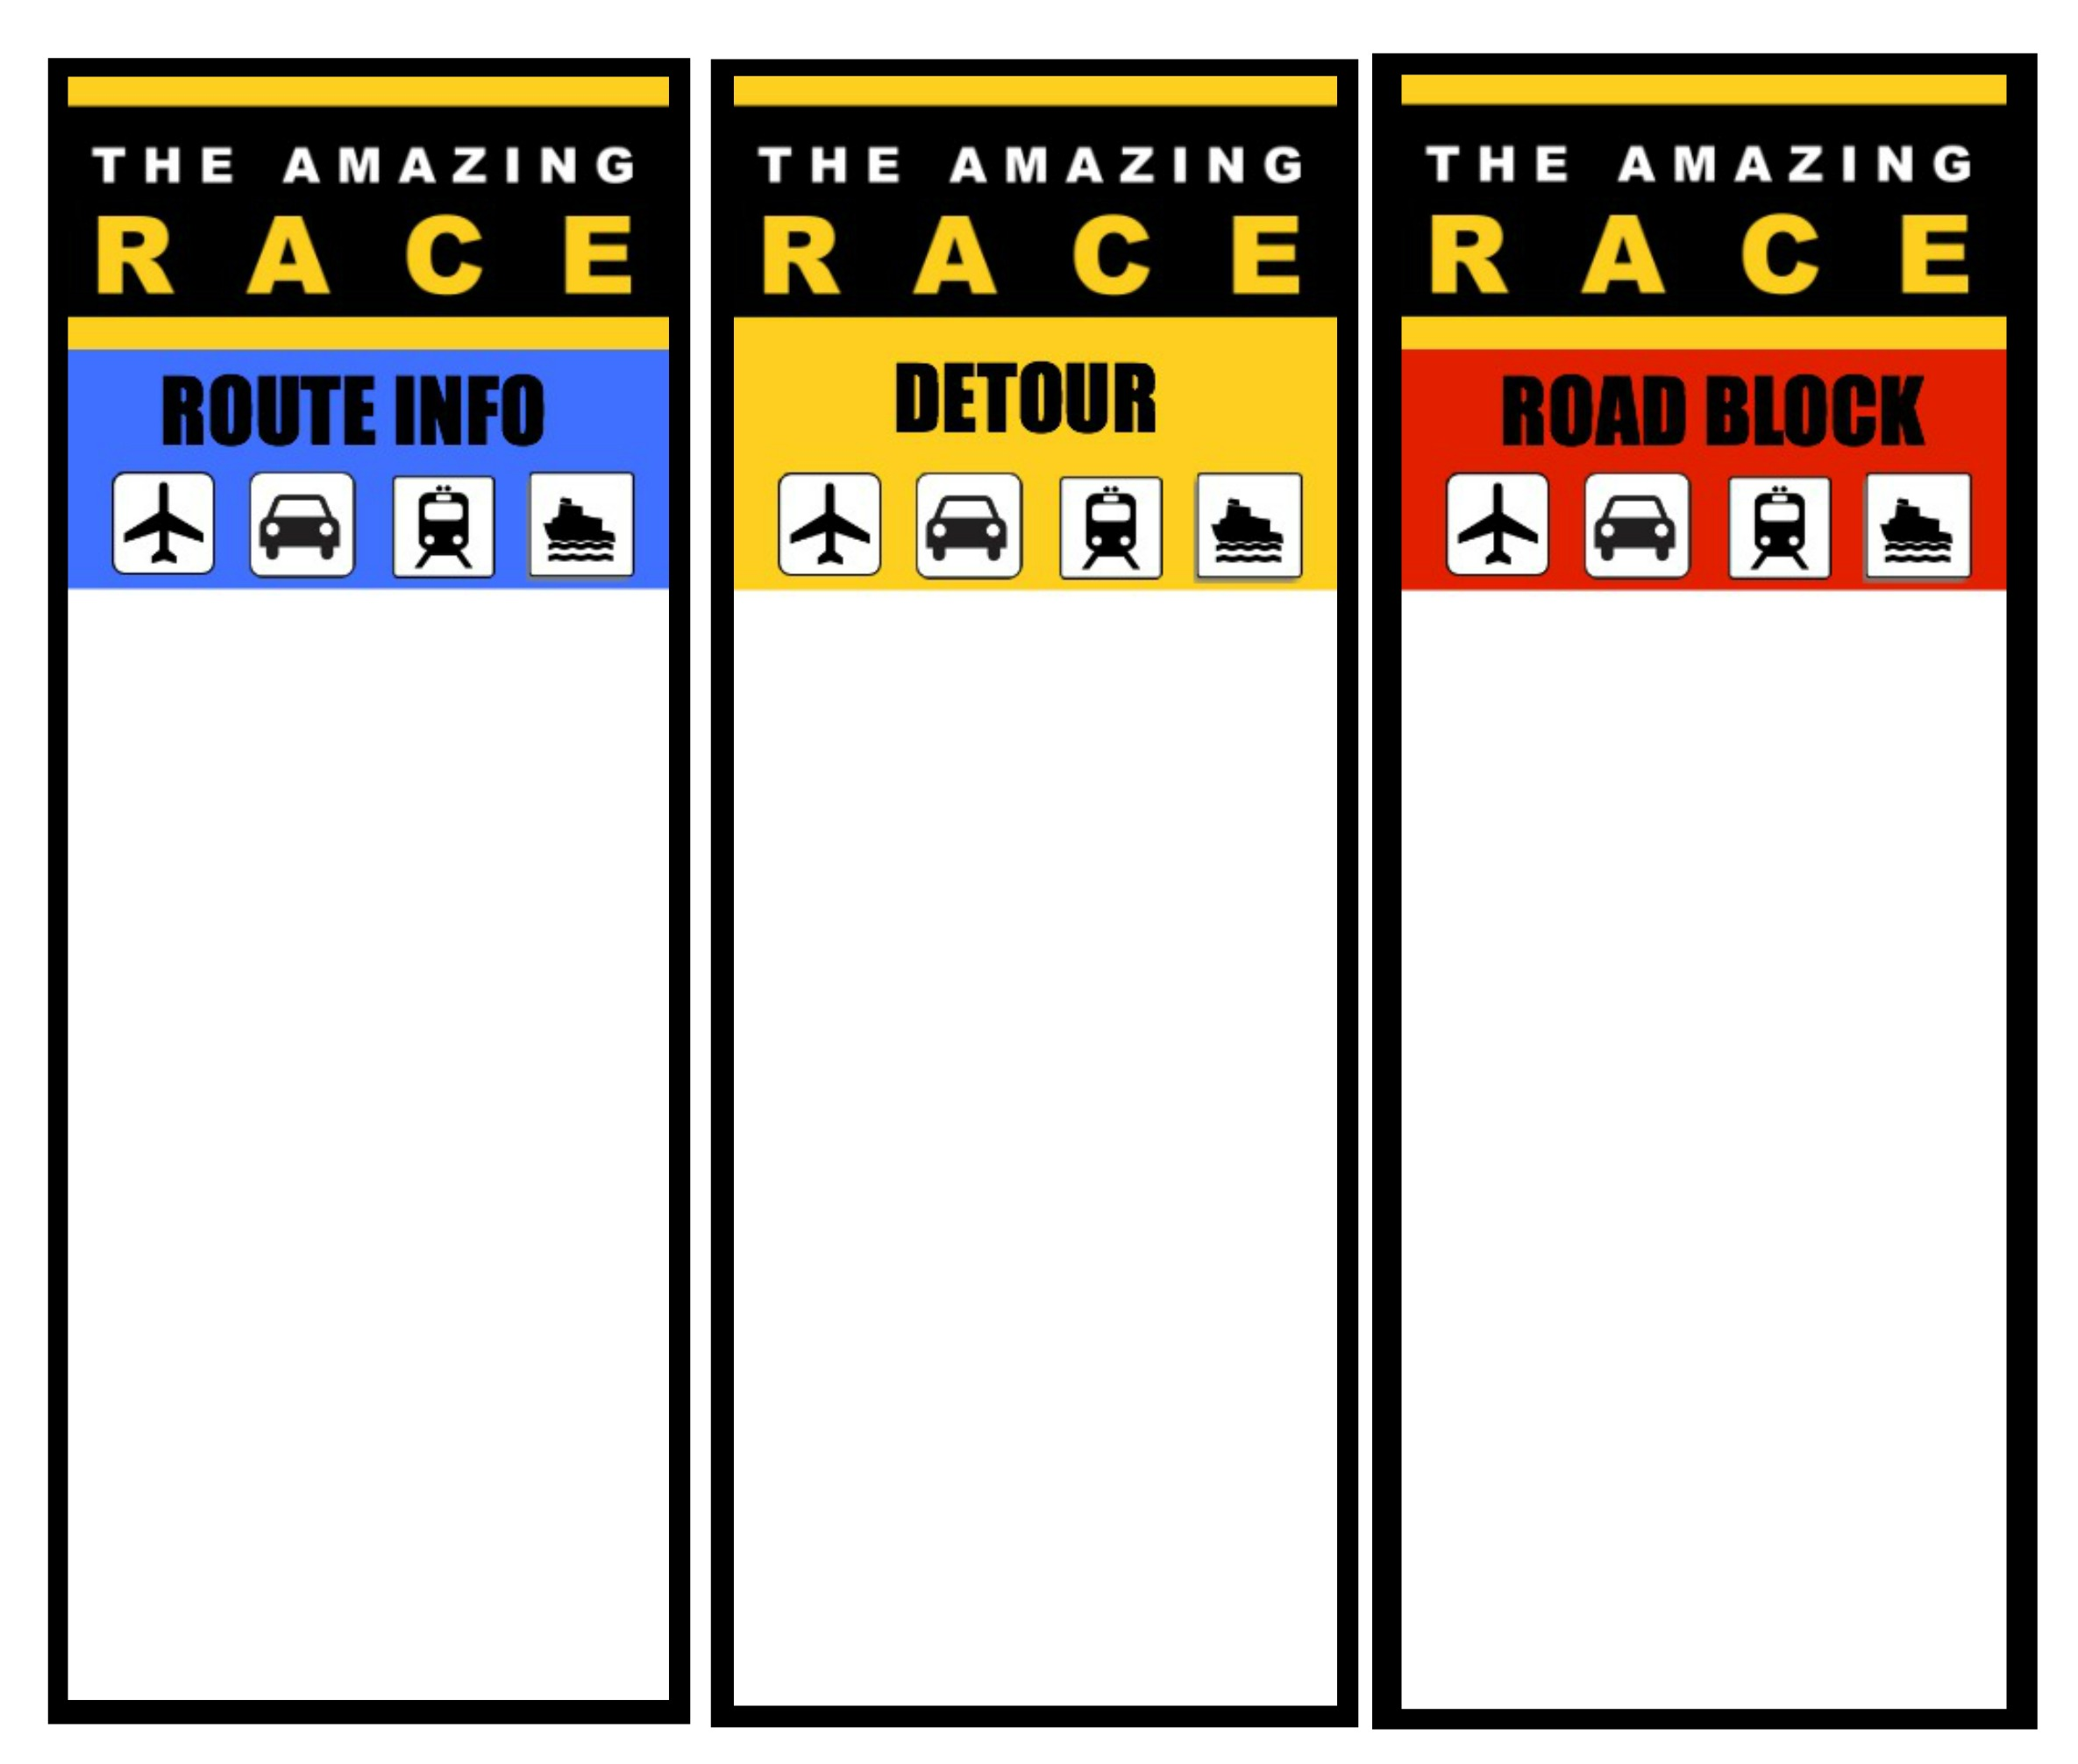 THE AMAZING
RACE
ROUTE INFO
THE AMAZING
RACE
DETOUR
THE AMAZING
RACE
ROAD BLOCK